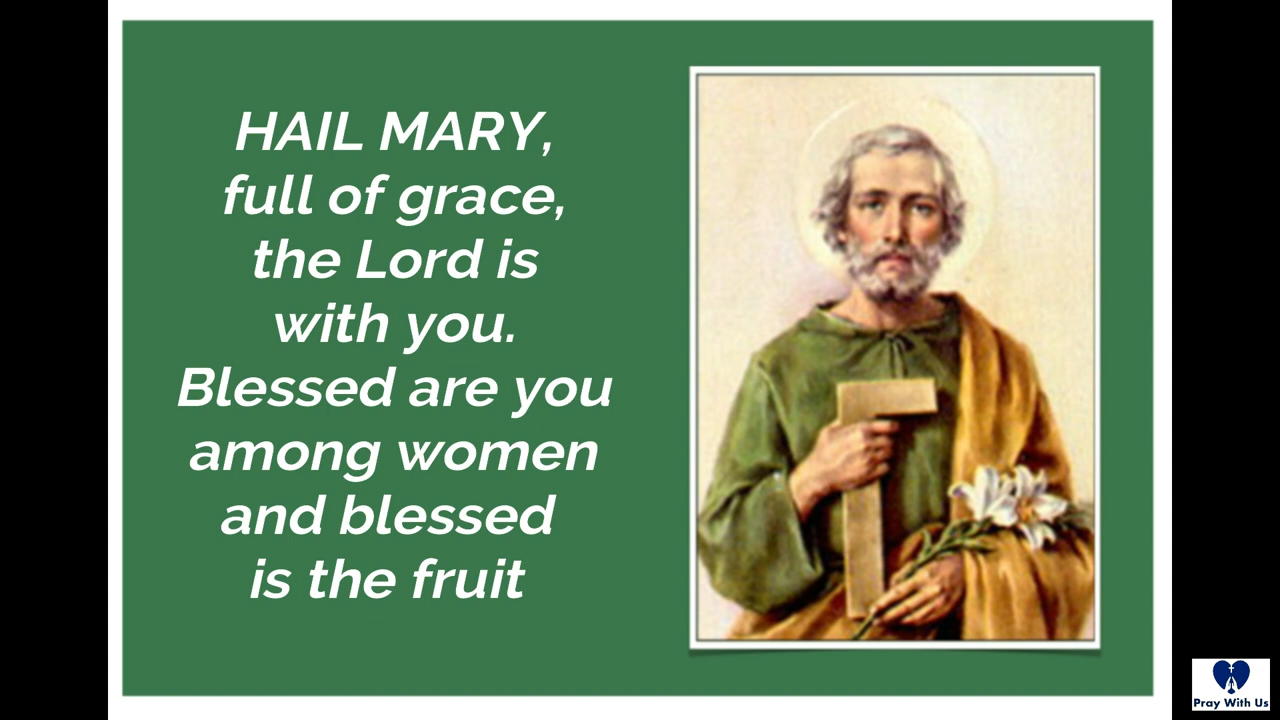 HAIL MARY,
full of grace,
the Lord is
with you.
Blessed are you
among women
and blessed
is the fruit
Pray With Us